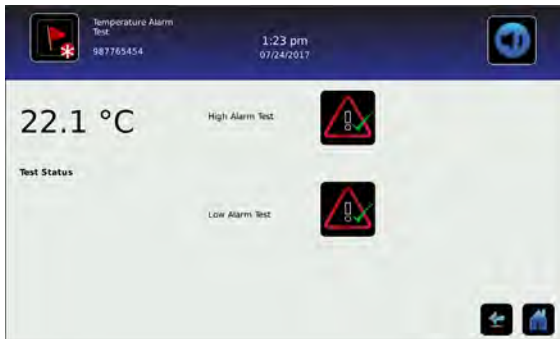 Temperature Alarm
Test
987765454
1:23 pm
07/24/2017
22.1 °C
High Alarm Test
Test Status
Low Alarm Test